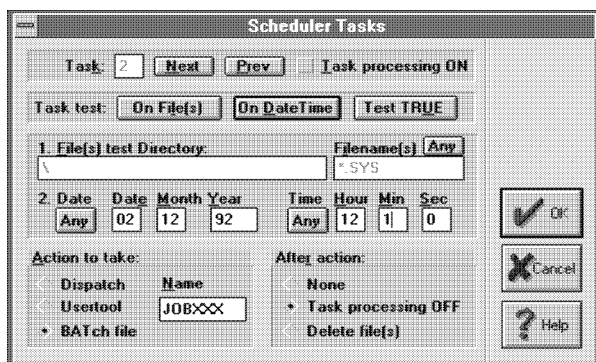 Scheduler Tasks
Task: 2 Next Prev Task processing ON
Task test: On File(s) On DateTime Test TRUE
1. File(s) test Directory: Filename(s) Any
\ *.SYS
2. Date Date Month Year Time Hour Min Sec
Any 02 12 92 Any 12 1 0
OK
Action to take: After action:
Dispatch Name None
Usertool JOBXXX Task processing OFF
BATch file Delete file(s)
Cancel
Help